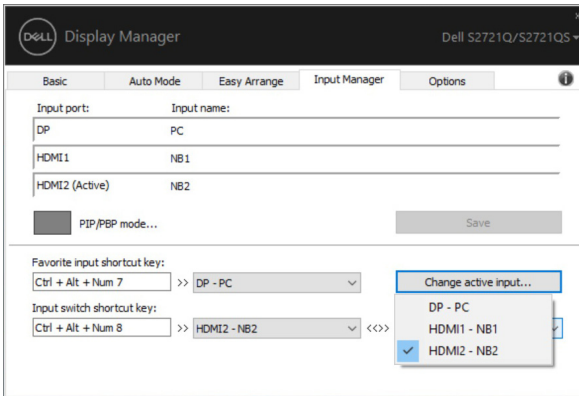 DELL Display Manager Dell S2721Q/S2721QS
Basic Auto Mode Easy Arrange Input Manager Options
Input port: Input name:
DP PC
HDMI1 NB1
HDMI2 (Active) NB2
PIP/PBP mode... Save
Favorite input shortcut key:
Ctrl + Alt + Num 7 >> DP - PC Change active input...
Input switch shortcut key:
Ctrl + Alt + Num 8 >> HDMI2 - NB2 <<>>
DP - PC
HDMI1 - NB1
HDMI2 - NB2